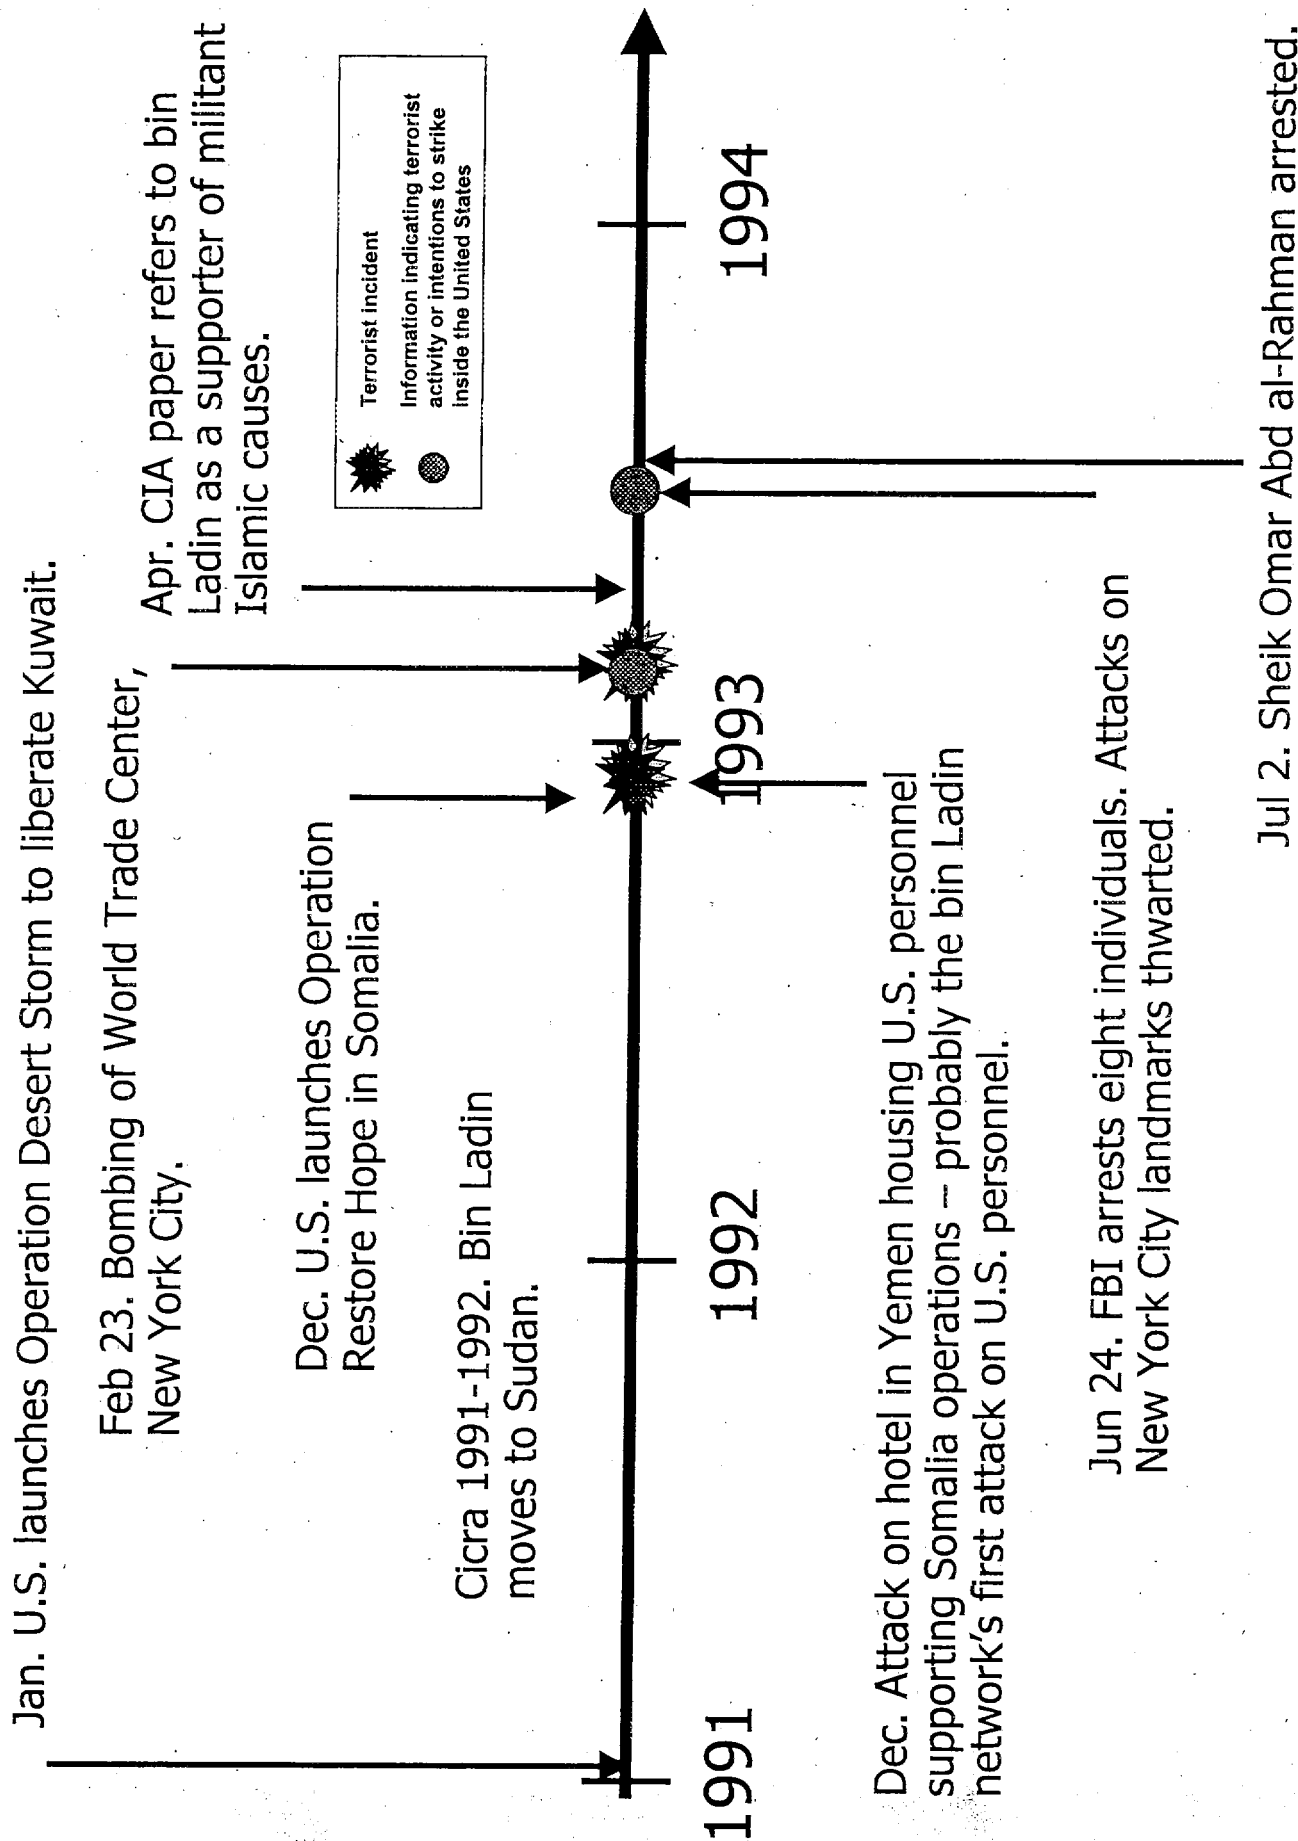 Jan. U.S. launches Operation Desert Storm to liberate Kuwait.
Feb 23. Bombing of World Trade Center,
New York City.
Apr. CIA paper refers to bin
Ladin as a supporter of militant
Islamic causes.
Dec. U.S. launches Operation
Restore Hope in Somalia.
Cicra 1991-1992. Bin Ladin
moves to Sudan.
Terrorist incident
Information indicating terrorist
activity or intentions to strike
inside the United States
1991
1992
1993
1994
Dec. Attack on hotel in Yemen housing U.S. personnel
supporting Somalia operations – probably the bin Ladin
network's first attack on U.S. personnel.
Jun 24. FBI arrests eight individuals. Attacks on
New York City landmarks thwarted.
Jul 2. Sheik Omar Abd al-Rahman arrested.